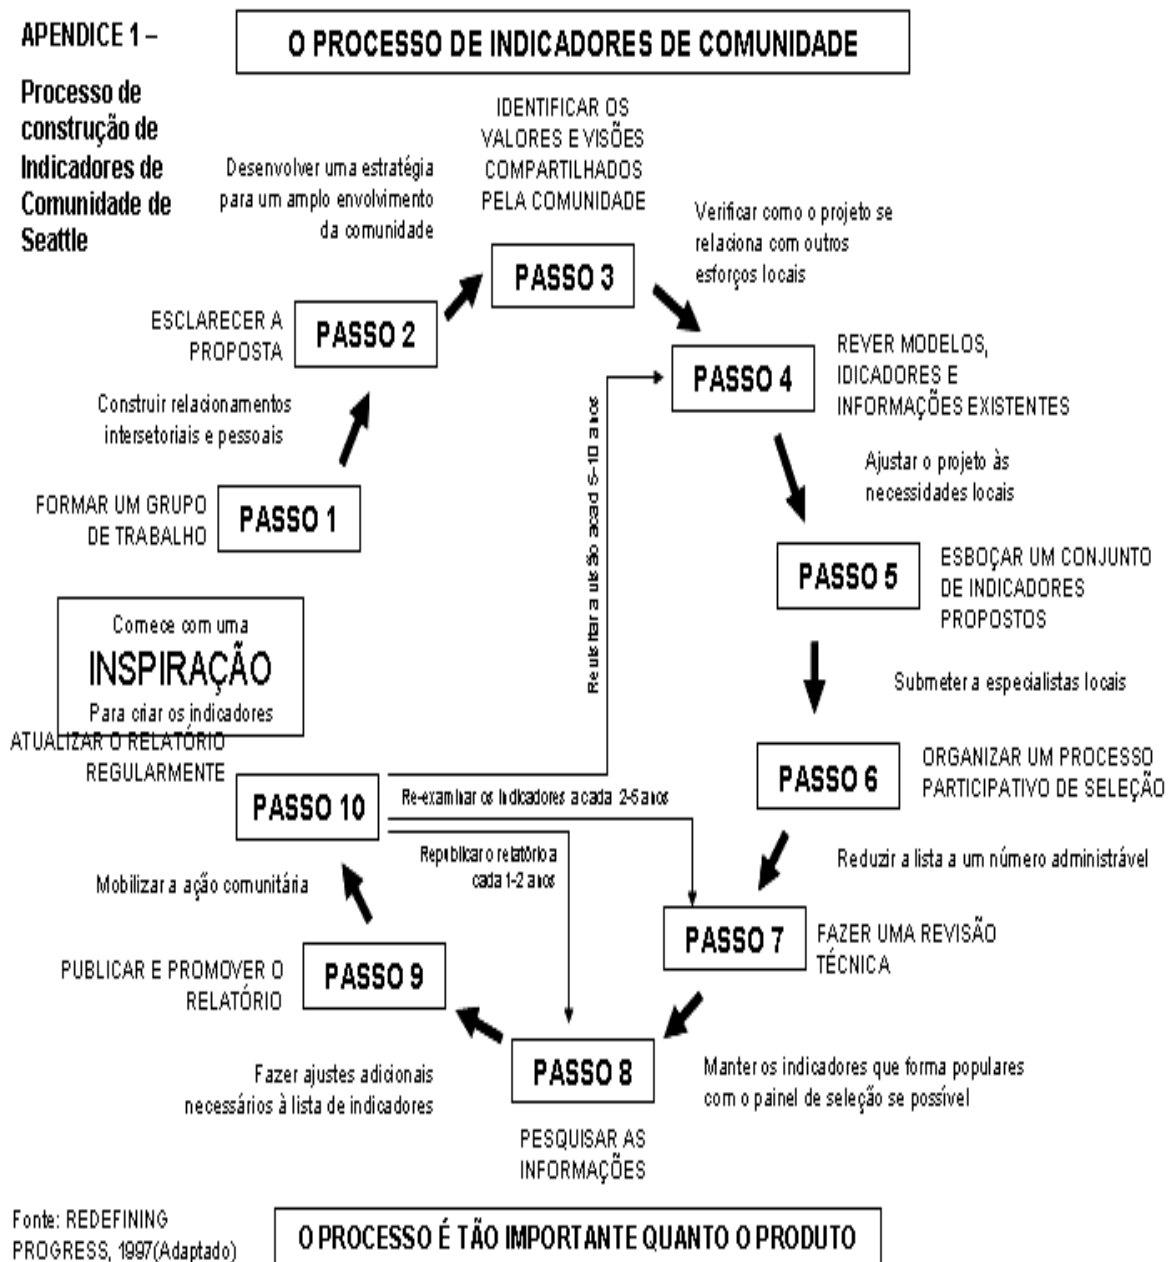 APENDICE 1 –
Processo de
construção de
Indicadores de
Comunidade de
Seattle
O PROCESSO DE INDICADORES DE COMUNIDADE
IDENTIFICAR OS
VALORES E VISÕES
COMPARTILHADOS
PELA COMUNIDADE
Desenvolver uma estratégia
para um amplo envolvimento
da comunidade
Verificar como o projeto se
relaciona com outros
esforços locais
PASSO 3
ESCLARECER A
PROPOSTA
PASSO 2
PASSO 4
REVER MODELOS,
IDICADORES E
INFORMAÇÕES EXISTENTES
Construir relacionamentos
intersetoriais e pessoais
Ajustar o projeto às
necessidades locais
FORMAR UM GRUPO
DE TRABALHO
PASSO 1
Revisitar a visão a cad 5-10 anos
PASSO 5
ESBOÇAR UM CONJUNTO
DE INDICADORES
PROPOSTOS
Comece com uma
INSPIRAÇÃO
Para criar os indicadores
Submeter a especialistas locais
ATUALIZAR O RELATÓRIO
REGULARMENTE
PASSO 10
Re-examinar os Indicadores a cada 2-5 anos
PASSO 6
ORGANIZAR UM PROCESSO
PARTICIPATIVO DE SELEÇÃO
Republicar o relatório a
cada 1-2 anos
Reduzir a lista a um número administrável
Mobilizar a ação comunitária
PASSO 7
FAZER UMA REVISÃO
TÉCNICA
PUBLICAR E PROMOVER O
RELATÓRIO
PASSO 9
PASSO 8
Manter os indicadores que forma populares
com o painel de seleção se possível
Fazer ajustes adicionais
necessários à lista de indicadores
PESQUISAR AS
INFORMAÇÕES
Fonte: REDEFINING
PROGRESS, 1997(Adaptado)
O PROCESSO É TÃO IMPORTANTE QUANTO O PRODUTO